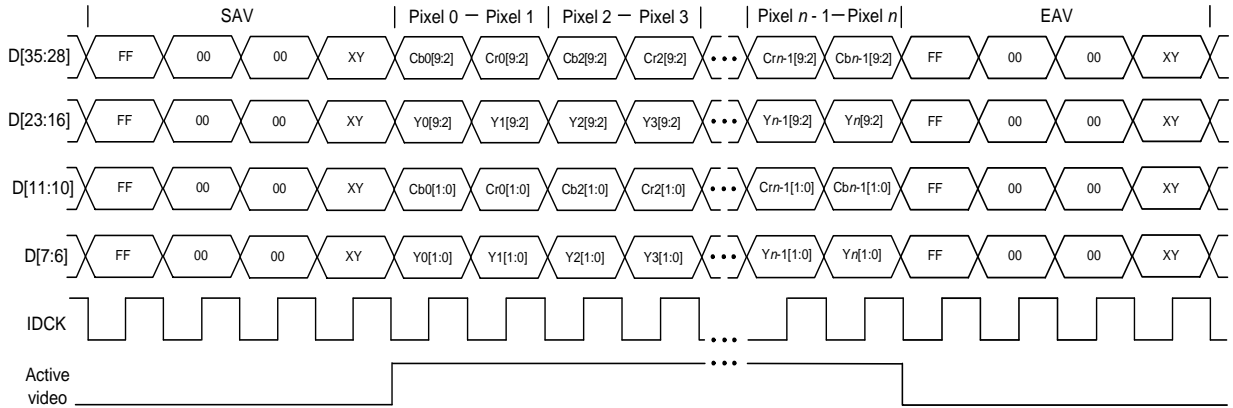 SAV Pixel 0 — Pixel 1 Pixel 2 — Pixel 3 Pixel n - 1—Pixel n EAV
D[35:28] FF 00 00 XY Cb0[9:2] Cr0[9:2] Cb2[9:2] Cr2[9:2] ••• Crn-1[9:2] Cbn-1[9:2] FF 00 00 XY
D[23:16] FF 00 00 XY Y0[9:2] Y1[9:2] Y2[9:2] Y3[9:2] ••• Yn-1[9:2] Yn[9:2] FF 00 00 XY
D[11:10] FF 00 00 XY Cb0[1:0] Cr0[1:0] Cb2[1:0] Cr2[1:0] ••• Crn-1[1:0] Cbn-1[1:0] FF 00 00 XY
D[7:6] FF 00 00 XY Y0[1:0] Y1[1:0] Y2[1:0] Y3[1:0] ••• Yn-1[1:0] Yn[1:0] FF 00 00 XY
IDCK •••
Active •••
video